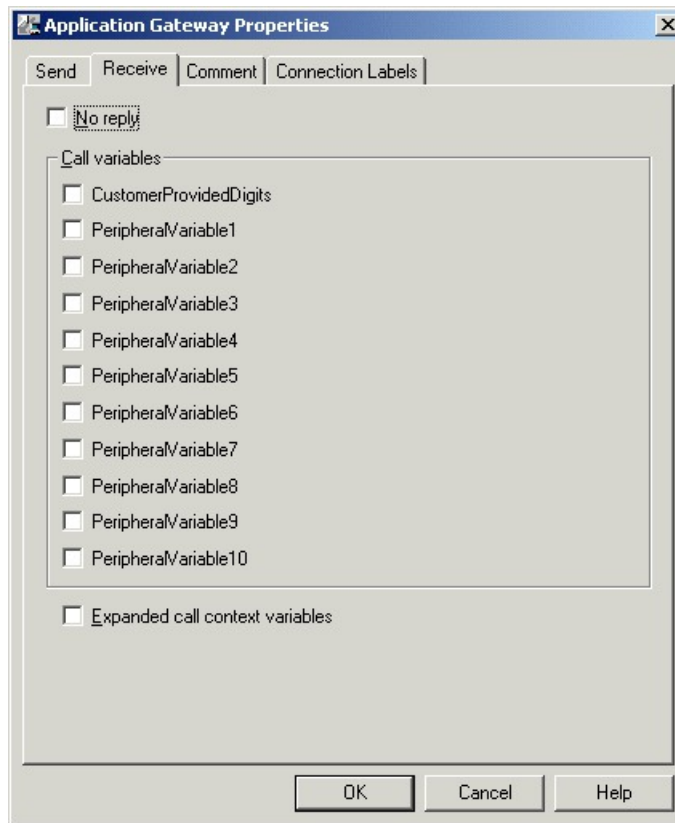 Application Gateway Properties
Send Receive Comment Connection Labels
No reply
Call variables
CustomerProvidedDigits
PeripheralVariable1
PeripheralVariable2
PeripheralVariable3
PeripheralVariable4
PeripheralVariable5
PeripheralVariable6
PeripheralVariable7
PeripheralVariable8
PeripheralVariable9
PeripheralVariable10
Expanded call context variables
OK Cancel Help